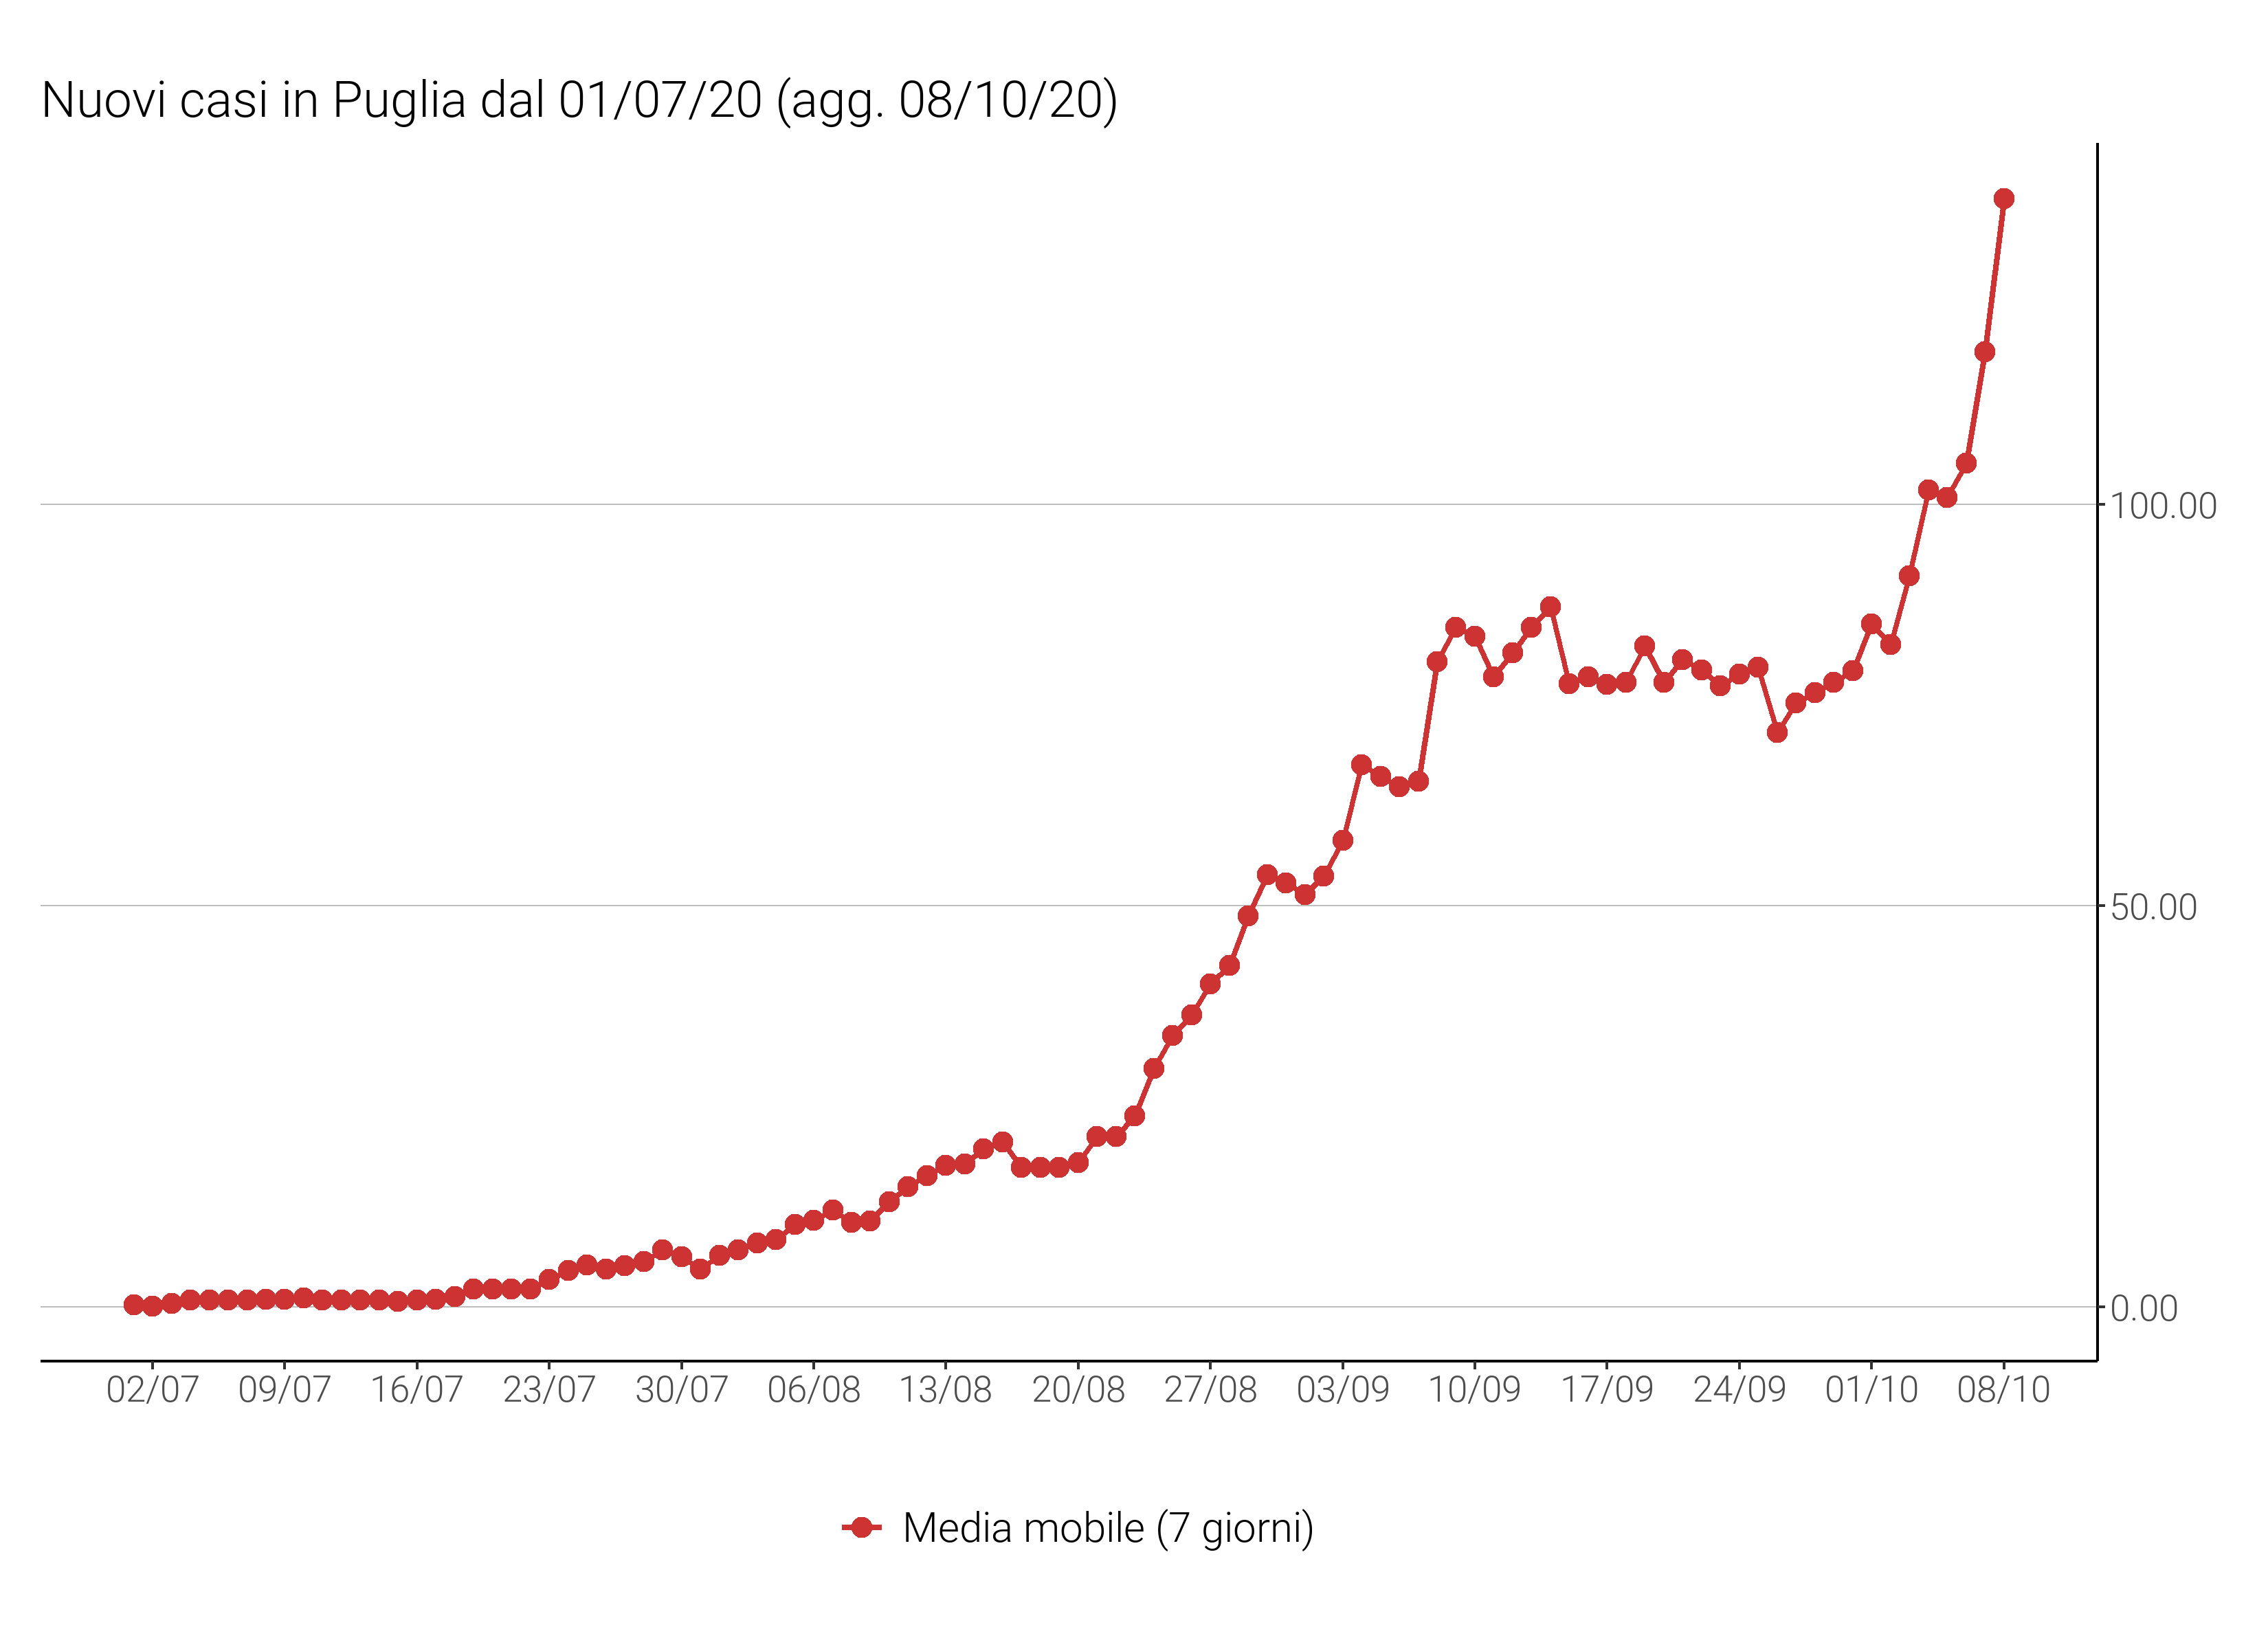 Nuovi casi in Puglia dal 01/07/20 (agg. 08/10/20)
100.00
50.00
0.00
02/07 09/07 16/07 23/07 30/07 06/08 13/08 20/08 27/08 03/09 10/09 17/09 24/09 01/10 08/10
Media mobile (7 giorni)